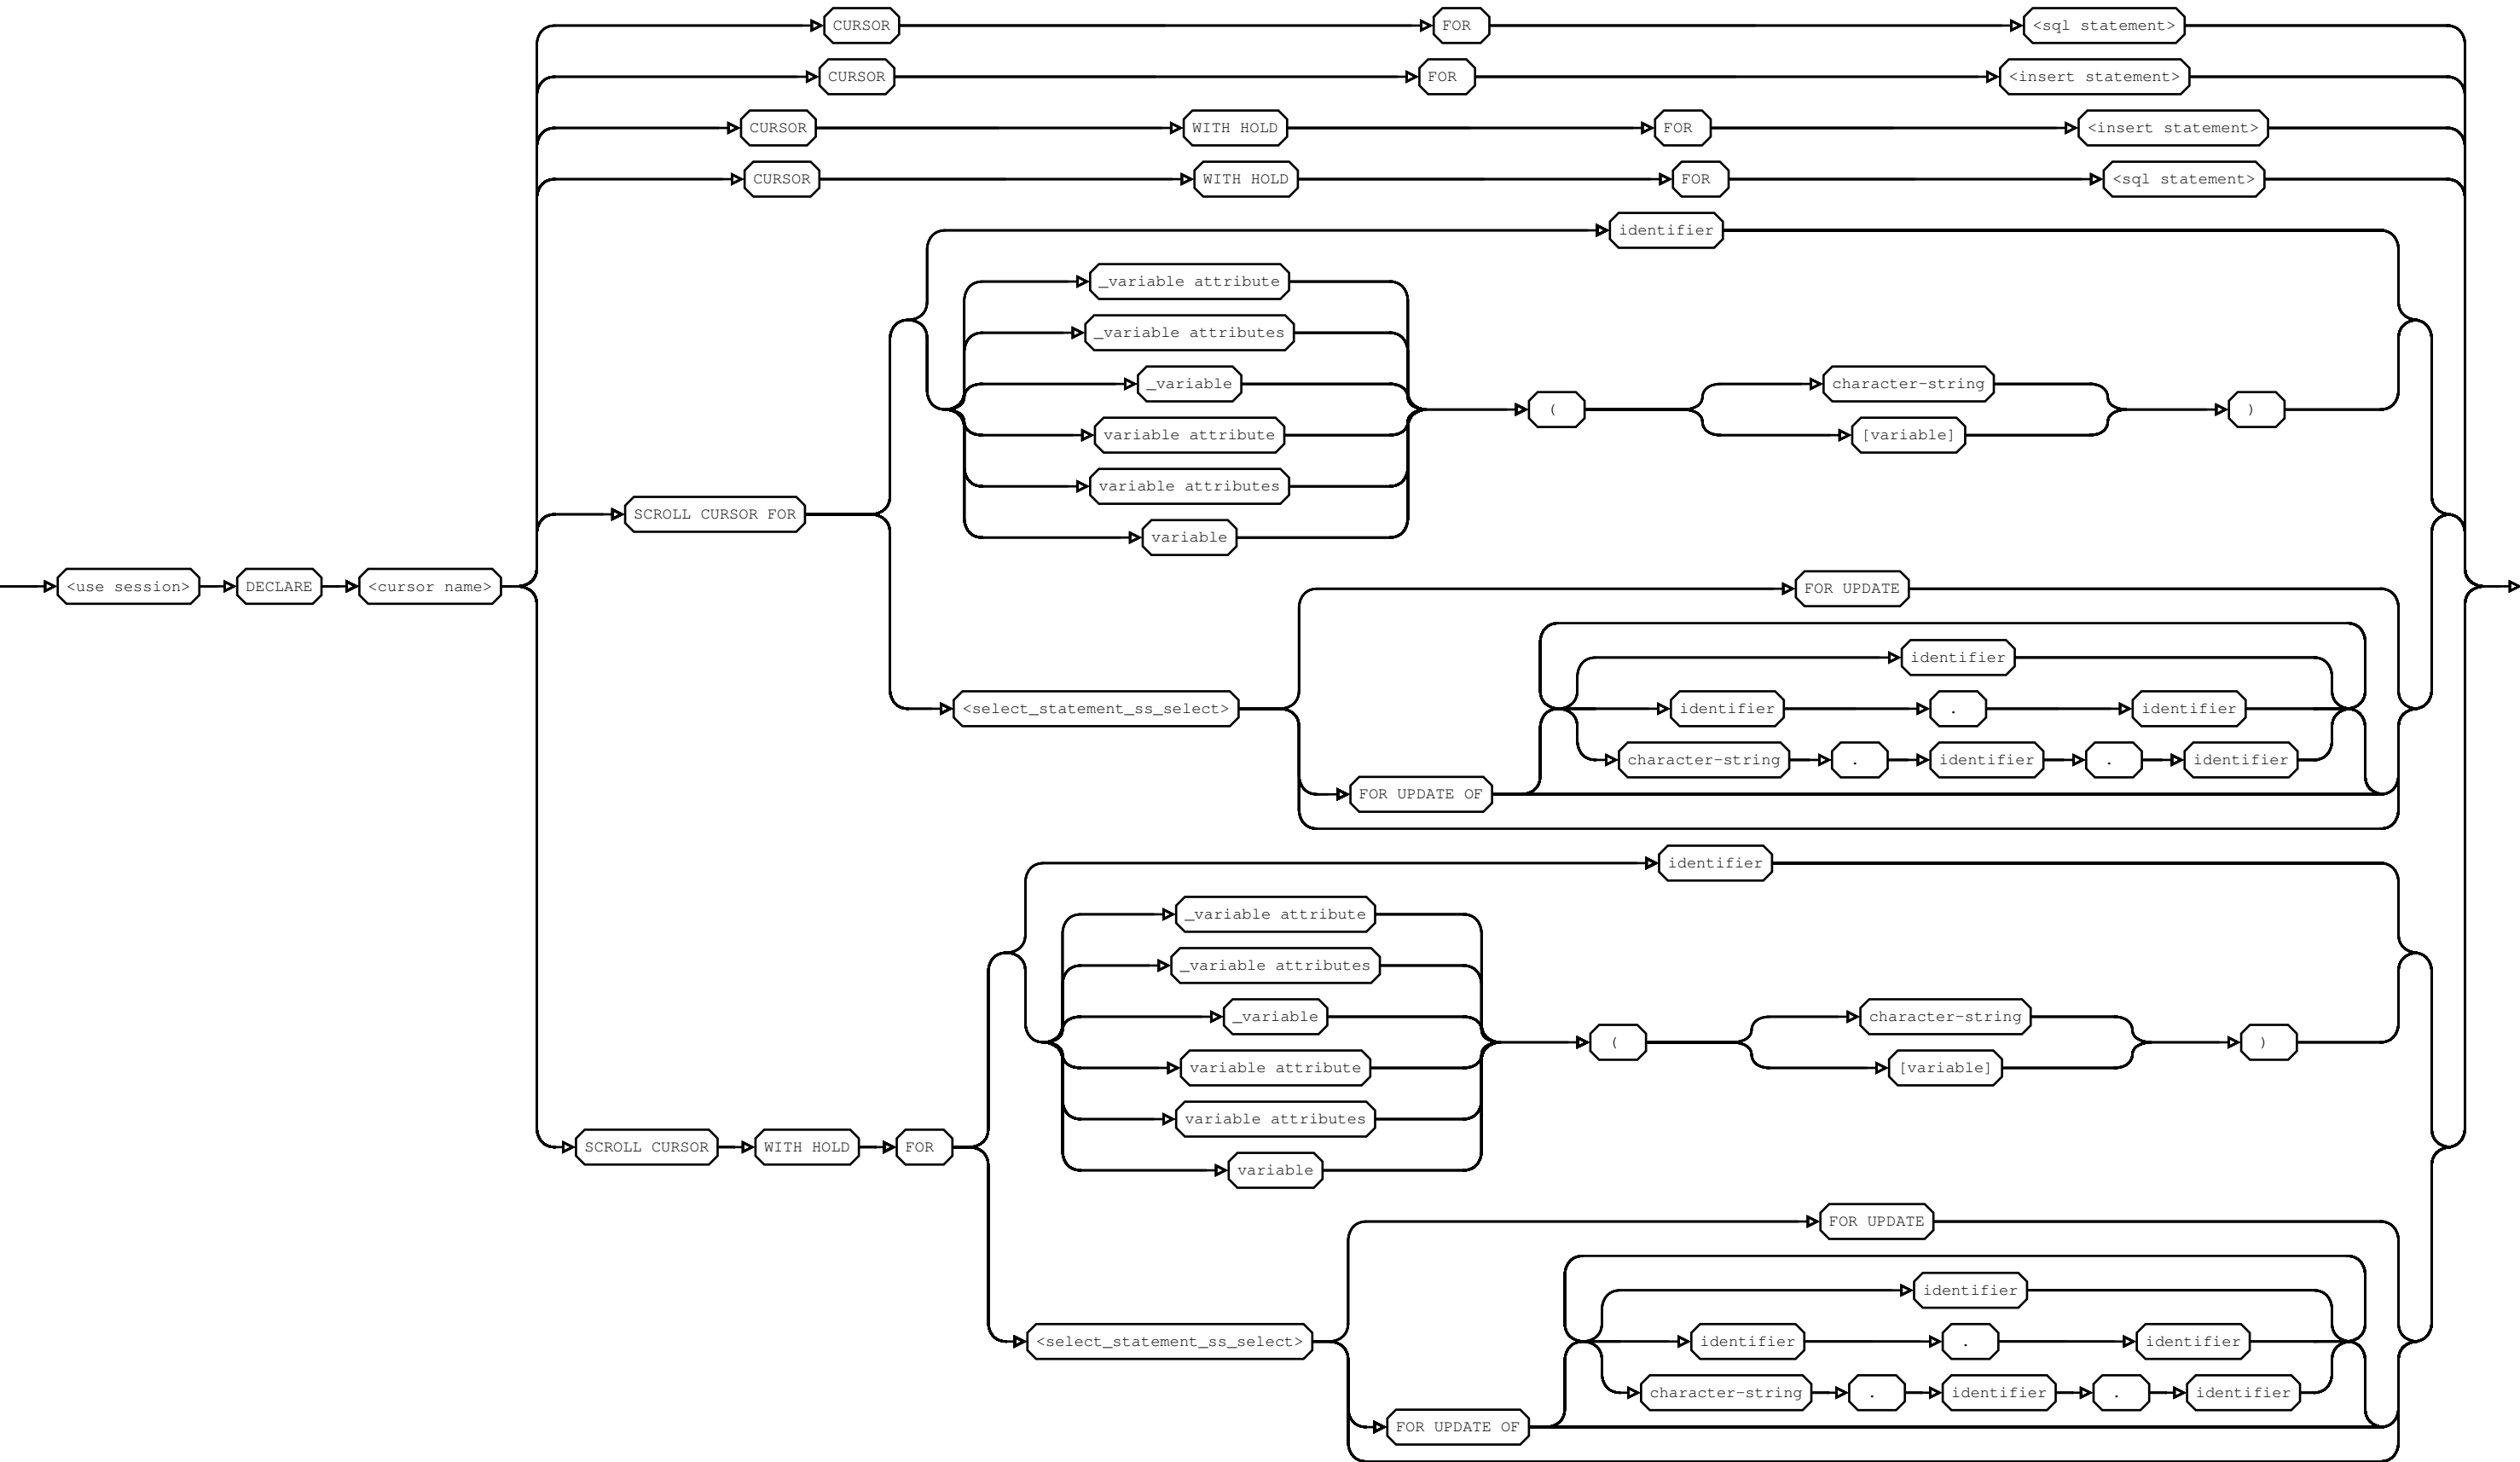 CURSOR FOR <sql statement>
CURSOR FOR <insert statement>
CURSOR WITH HOLD FOR <insert statement>
CURSOR WITH HOLD FOR <sql statement>
identifier
_variable attribute
_variable attributes
_variable character-string
( )
variable attribute [variable]
variable attributes
SCROLL CURSOR FOR
variable
<use session> DECLARE <cursor name> FOR UPDATE
identifier
<select_statement_ss_select> identifier . identifier
character-string . identifier . identifier
FOR UPDATE OF
identifier
_variable attribute
_variable attributes
_variable character-string
( )
variable attribute [variable]
variable attributes
SCROLL CURSOR WITH HOLD FOR
variable
FOR UPDATE
identifier
<select_statement_ss_select> identifier . identifier
character-string . identifier . identifier
FOR UPDATE OF